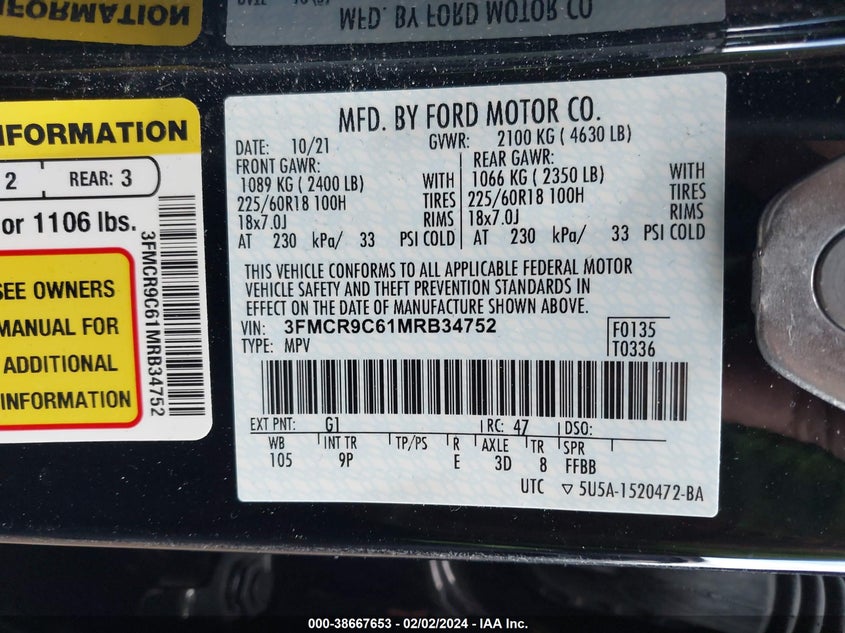 INFORMATION
MFD. BY FORD MOTOR CO.
NFORMATION
2 REAR: 3
or 1106 lbs.
SEE OWNERS
MANUAL FOR
ADDITIONAL
INFORMATION
3FMCR9C61MRB34752
MFD. BY FORD MOTOR CO.
DATE: 10/21 GVWR: 2100 KG ( 4630 LB)
FRONT GAWR: REAR GAWR:
1089 KG ( 2400 LB) WITH 1066 KG ( 2350 LB) WITH
225/60R18 100H TIRES 225/60R18 100H TIRES
18x7.0J RIMS 18x7.0J RIMS
AT 230 kPa/ 33 PSI COLD AT 230 kPa/ 33 PSI COLD
THIS VEHICLE CONFORMS TO ALL APPLICABLE FEDERAL MOTOR
VEHICLE SAFETY AND THEFT PREVENTION STANDARDS IN
EFFECT ON THE DATE OF MANUFACTURE SHOWN ABOVE.
VIN: 3FMCR9C61MRB34752 F0135
TYPE: MPV T0336
EXT PNT: G1 RC: 47 DSO:
WB INT TR TP/PS R AXLE TR SPR
105 9P E 3D 8 FFBB
UTC ▽ 5U5A-1520472-BA
000-38667653 - 02/02/2024 - IAA Inc.